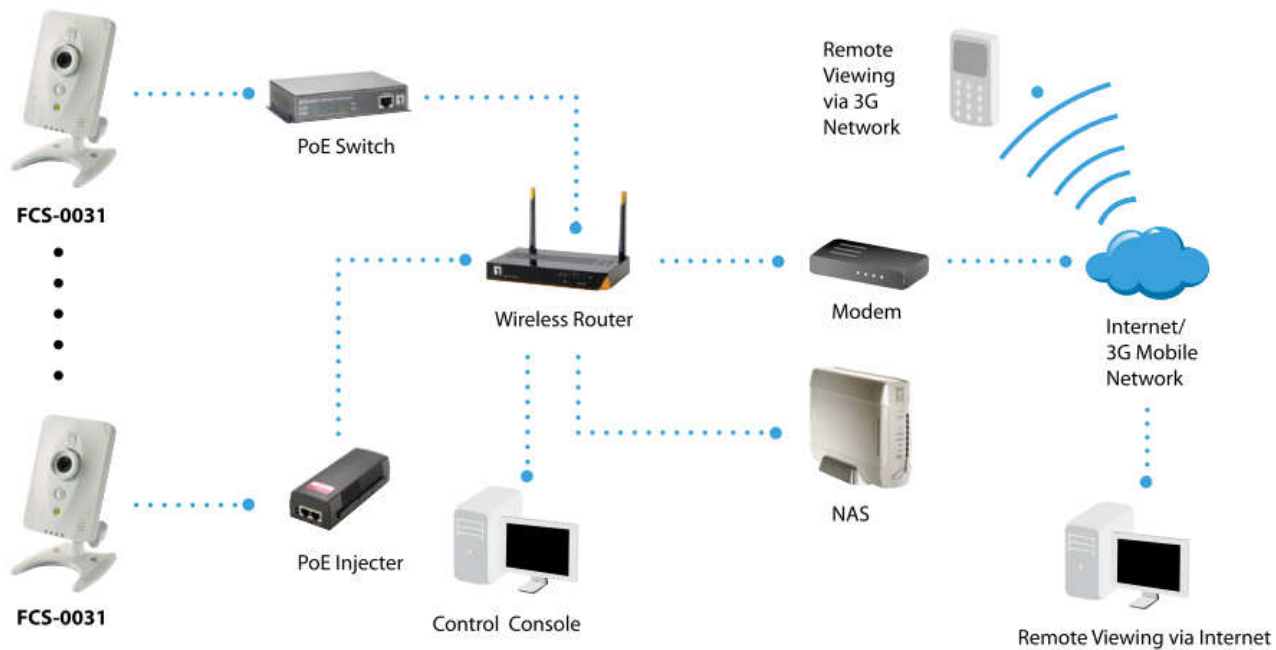 Remote
Viewing
via 3G
Network
PoE Switch
FCS-0031
Wireless Router
Modem
Internet/
3G Mobile
Network
NAS
PoE Injecter
FCS-0031
Control Console
Remote Viewing via Internet